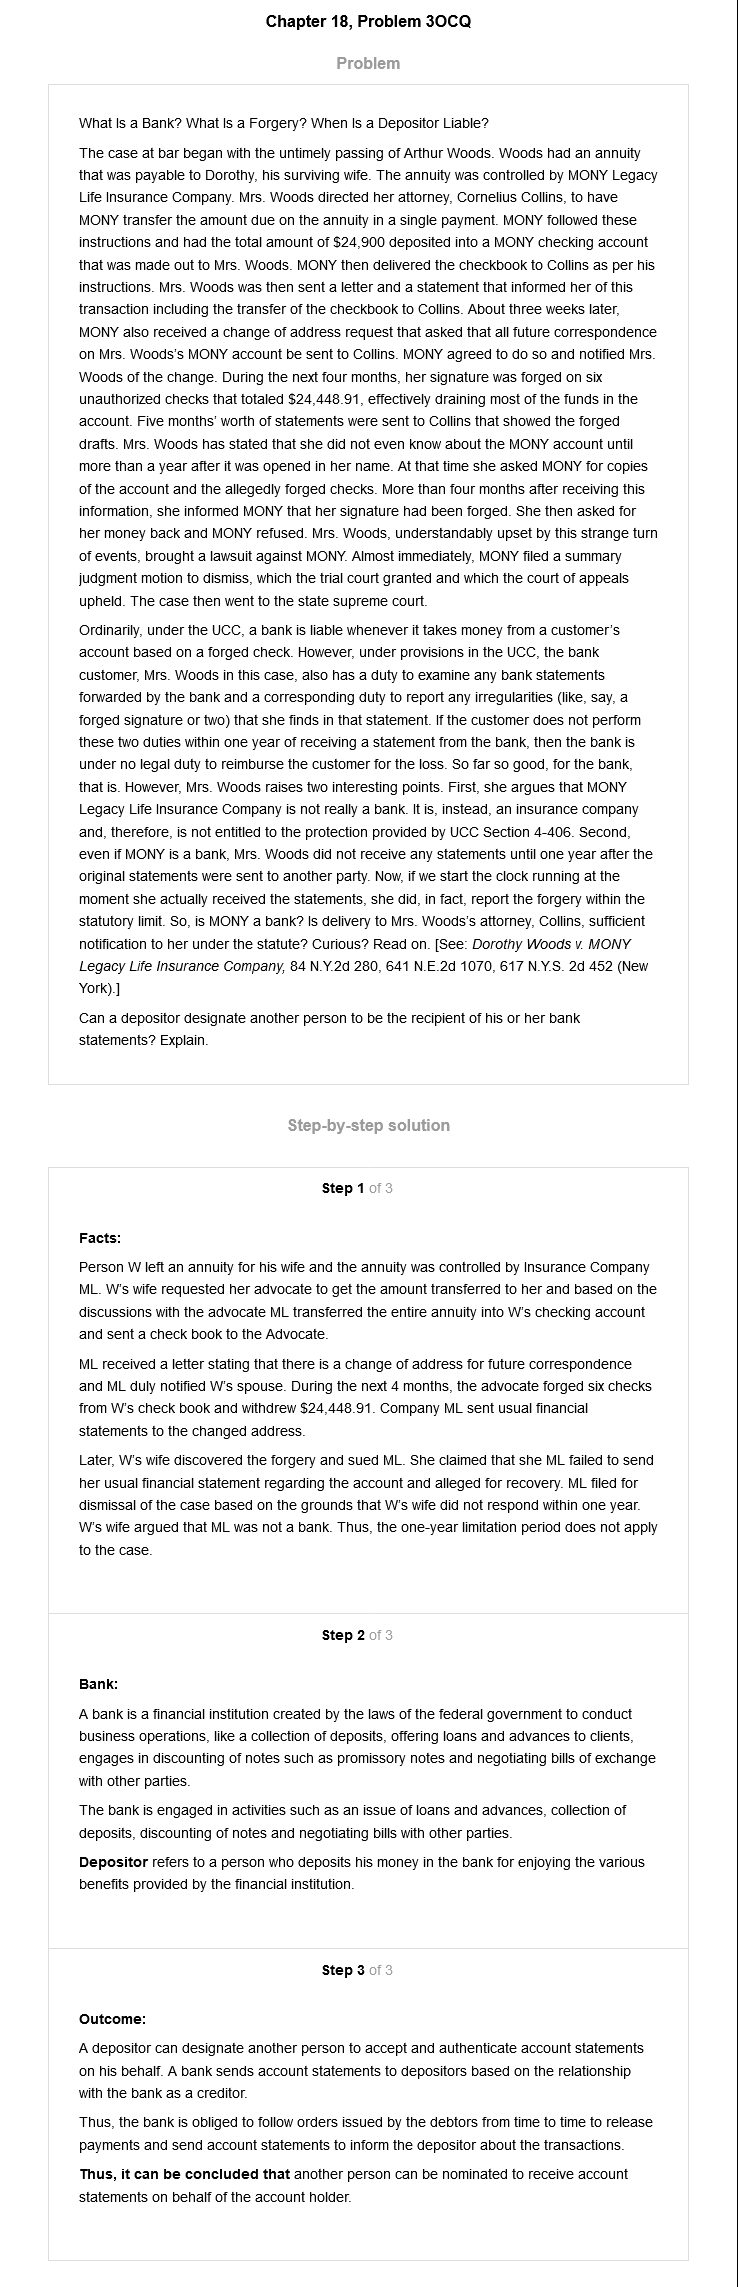 Chapter 18, Problem 3OCQ
Problem
What Is a Bank? What Is a Forgery? When Is a Depositor Liable?
The case at bar began with the untimely passing of Arthur Woods. Woods had an annuity
that was payable to Dorothy, his surviving wife. The annuity was controlled by MONY Legacy
Life Insurance Company. Mrs. Woods directed her attorney, Cornelius Collins, to have
MONY transfer the amount due on the annuity in a single payment. MONY followed these
instructions and had the total amount of $24,900 deposited into a MONY checking account
that was made out to Mrs. Woods. MONY then delivered the checkbook to Collins as per his
instructions. Mrs. Woods was then sent a letter and a statement that informed her of this
transaction including the transfer of the checkbook to Collins. About three weeks later,
MONY also received a change of address request that asked that all future correspondence
on Mrs. Woods's MONY account be sent to Collins. MONY agreed to do so and notified Mrs.
Woods of the change. During the next four months, her signature was forged on six
unauthorized checks that totaled $24,448.91, effectively draining most of the funds in the
account. Five months' worth of statements were sent to Collins that showed the forged
drafts. Mrs. Woods has stated that she did not even know about the MONY account until
more than a year after it was opened in her name. At that time she asked MONY for copies
of the account and the allegedly forged checks. More than four months after receiving this
information, she informed MONY that her signature had been forged. She then asked for
her money back and MONY refused. Mrs. Woods, understandably upset by this strange turn
of events, brought a lawsuit against MONY. Almost immediately, MONY filed a summary
judgment motion to dismiss, which the trial court granted and which the court of appeals
upheld. The case then went to the state supreme court.
Ordinarily, under the UCC, a bank is liable whenever it takes money from a customer's
account based on a forged check. However, under provisions in the UCC, the bank
customer, Mrs. Woods in this case, also has a duty to examine any bank statements
forwarded by the bank and a corresponding duty to report any irregularities (like, say, a
forged signature or two) that she finds in that statement. If the customer does not perform
these two duties within one year of receiving a statement from the bank, then the bank is
under no legal duty to reimburse the customer for the loss. So far so good, for the bank,
that is. However, Mrs. Woods raises two interesting points. First, she argues that MONY
Legacy Life Insurance Company is not really a bank. It is, instead, an insurance company
and, therefore, is not entitled to the protection provided by UCC Section 4-406. Second,
even if MONY is a bank, Mrs. Woods did not receive any statements until one year after the
original statements were sent to another party. Now, if we start the clock running at the
moment she actually received the statements, she did, in fact, report the forgery within the
statutory limit. So, is MONY a bank? Is delivery to Mrs. Woods's attorney, Collins, sufficient
notification to her under the statute? Curious? Read on. [See: Dorothy Woods v. MONY
Legacy Life Insurance Company, 84 N.Y.2d 280, 641 N.E.2d 1070, 617 N.Y.S. 2d 452 (New
York).]
Can a depositor designate another person to be the recipient of his or her bank
statements? Explain.
Step-by-step solution
Step 1 of 3
Facts:
Person W left an annuity for his wife and the annuity was controlled by Insurance Company
ML. W's wife requested her advocate to get the amount transferred to her and based on the
discussions with the advocate ML transferred the entire annuity into W's checking account
and sent a check book to the Advocate.
ML received a letter stating that there is a change of address for future correspondence
and ML duly notified W's spouse. During the next 4 months, the advocate forged six checks
from W's check book and withdrew $24,448.91. Company ML sent usual financial
statements to the changed address.
Later, W's wife discovered the forgery and sued ML. She claimed that she ML failed to send
her usual financial statement regarding the account and alleged for recovery. ML filed for
dismissal of the case based on the grounds that W's wife did not respond within one year.
W's wife argued that ML was not a bank. Thus, the one-year limitation period does not apply
to the case.
Step 2 of 3
Bank:
A bank is a financial institution created by the laws of the federal government to conduct
business operations, like a collection of deposits, offering loans and advances to clients,
engages in discounting of notes such as promissory notes and negotiating bills of exchange
with other parties.
The bank is engaged in activities such as an issue of loans and advances, collection of
deposits, discounting of notes and negotiating bills with other parties.
Depositor refers to a person who deposits his money in the bank for enjoying the various
benefits provided by the financial institution.
Step 3 of 3
Outcome:
A depositor can designate another person to accept and authenticate account statements
on his behalf. A bank sends account statements to depositors based on the relationship
with the bank as a creditor.
Thus, the bank is obliged to follow orders issued by the debtors from time to time to release
payments and send account statements to inform the depositor about the transactions.
Thus, it can be concluded that another person can be nominated to receive account
statements on behalf of the account holder.